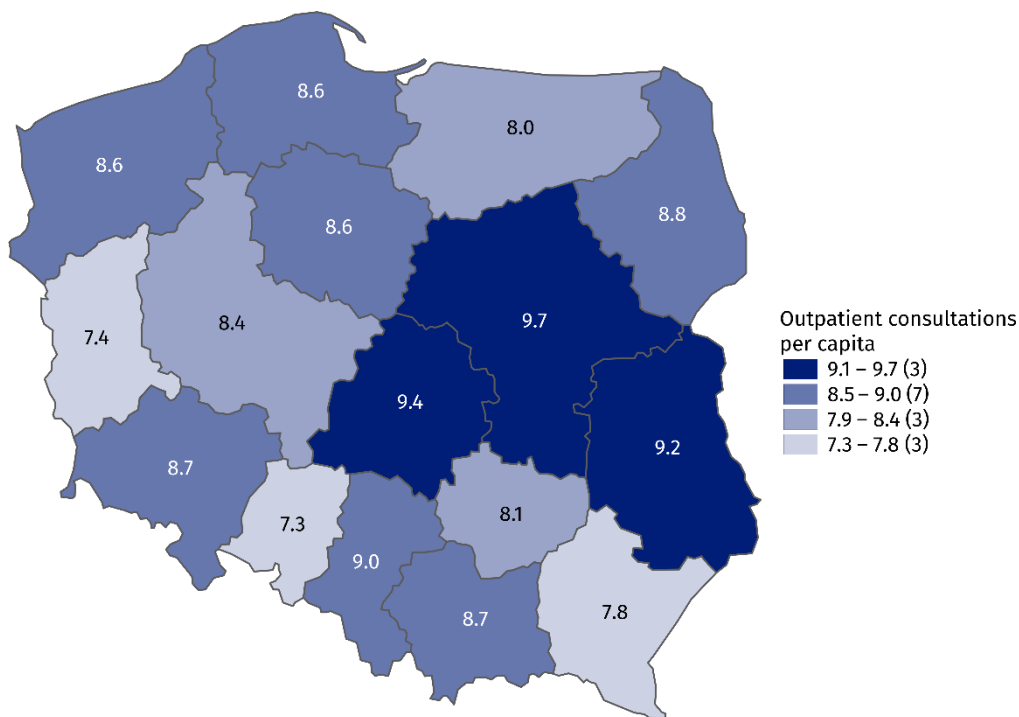 8.6
8.0
8.6
8.8
8.6
9.7
8.4
7.4
9.4
9.2
8.7
8.1
7.3
9.0
7.8
8.7
Outpatient consultations
per capita
9.1 – 9.7 (3)
8.5 – 9.0 (7)
7.9 – 8.4 (3)
7.3 – 7.8 (3)